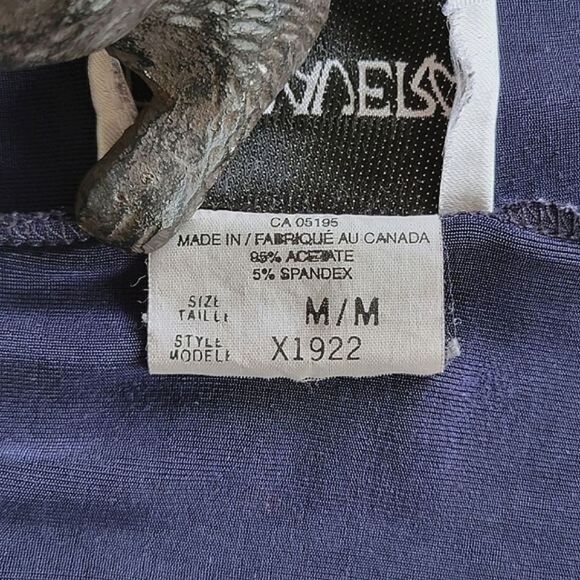 CA 05195
MADE IN / FABRIQUÉ AU CANADA
95% ACETATE
5% SPANDEX
SIZE
TAILLE M/M
STYLE
MODELE X1922